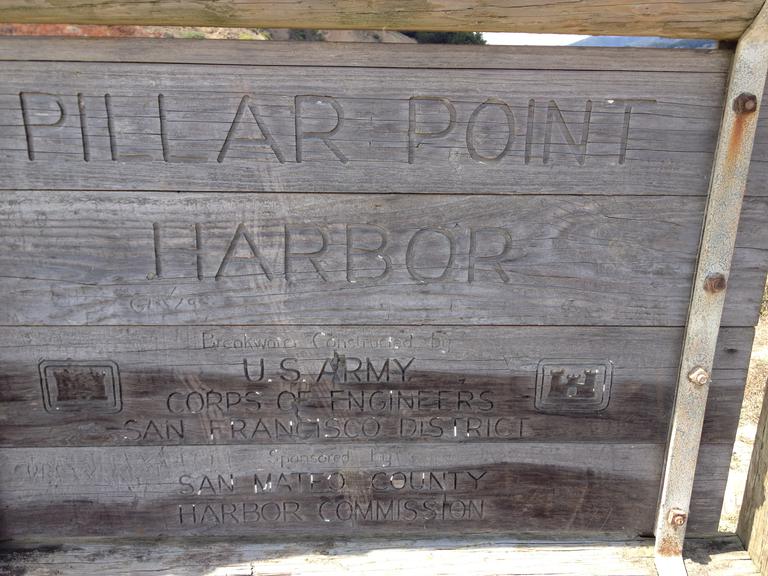 PILLAR POINT
HARBOR
Breakwater Constructed By
U.S. ARMY
CORPS OF ENGINEERS
SAN FRANCISCO DISTRICT
Sponsored by
SAN MATEO COUNTY
HARBOR COMMISSION